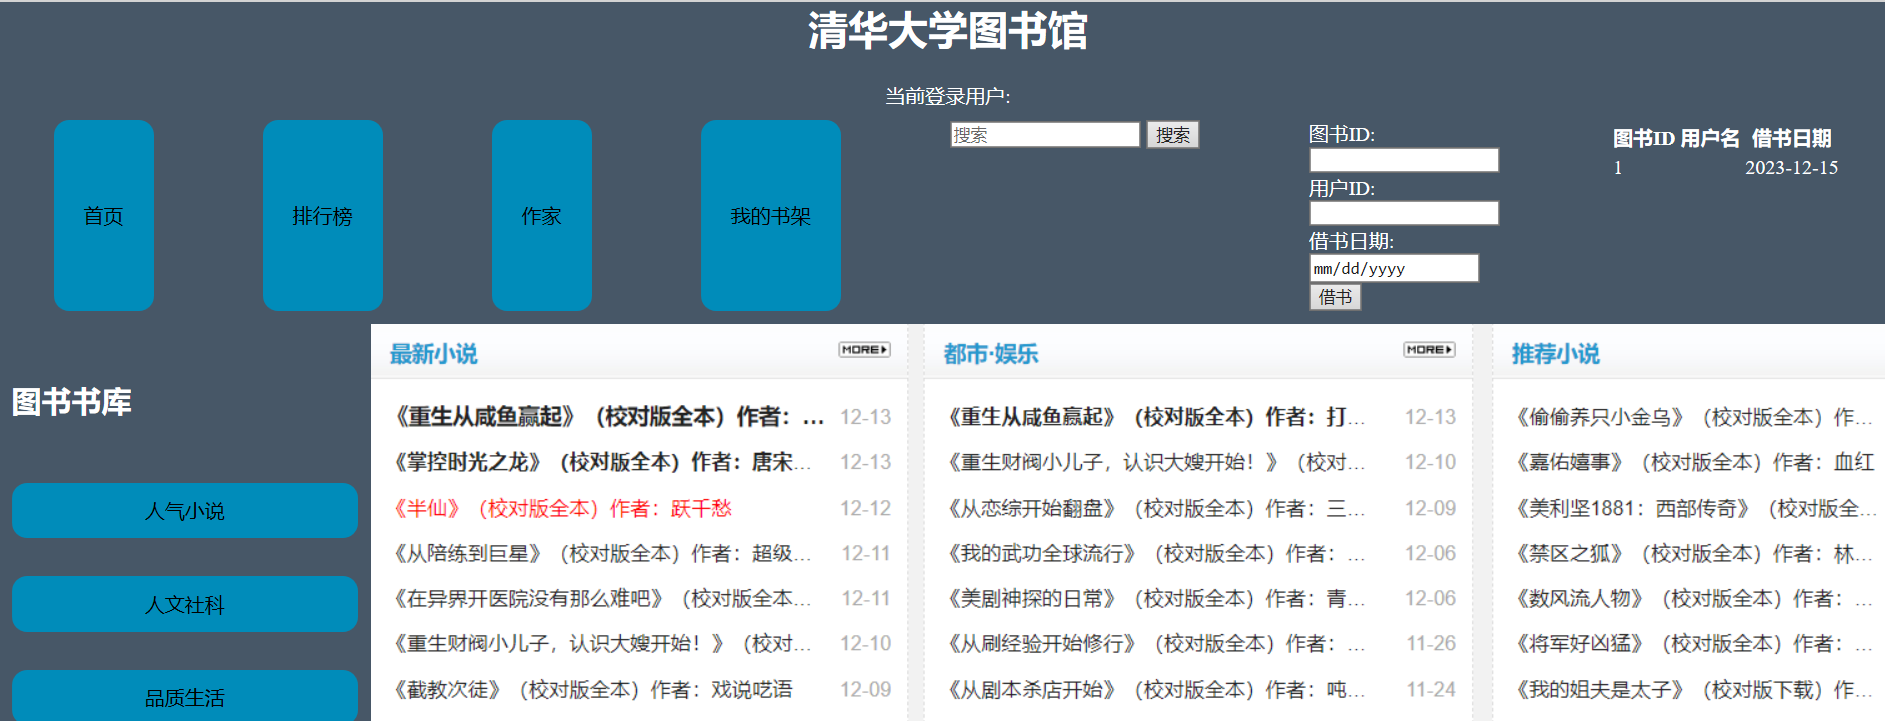 清华大学图书馆
当前登录用户:
首页
排行榜
作家
我的书架
搜索 搜索
图书ID:
用户ID:
借书日期:
mm/dd/yyyy
借书
图书ID 用户名 借书日期
1 2023-12-15
图书书库
人气小说
人文社科
品质生活
最新小说 MORE
《重生从咸鱼赢起》（校对版全本）作者：... 12-13
《掌控时光之龙》（校对版全本）作者：唐宋... 12-13
《半仙》（校对版全本）作者：跃千愁 12-12
《从陪练到巨星》（校对版全本）作者：超级... 12-11
《在异界开医院没有那么难吧》（校对版全本... 12-11
《重生财阀小儿子，认识大嫂开始！》（校对... 12-10
《截教次徒》（校对版全本）作者：戏说呓语 12-09
都市·娱乐 MORE
《重生从咸鱼赢起》（校对版全本）作者：打... 12-13
《重生财阀小儿子，认识大嫂开始！》（校对... 12-10
《从恋综开始翻盘》（校对版全本）作者：三... 12-09
《我的武功全球流行》（校对版全本）作者：... 12-06
《美剧神探的日常》（校对版全本）作者：青... 12-06
《从刷经验开始修行》（校对版全本）作者：... 11-26
《从剧本杀店开始》（校对版全本）作者：吨... 11-24
推荐小说
《偷偷养只小金乌》（校对版全本）作...
《嘉佑嬉事》（校对版全本）作者：血红
《美利坚1881：西部传奇》（校对版全...
《禁区之狐》（校对版全本）作者：林...
《数风流人物》（校对版全本）作者：...
《将军好凶猛》（校对版全本）作者：...
《我的姐夫是太子》（校对版下载）作...